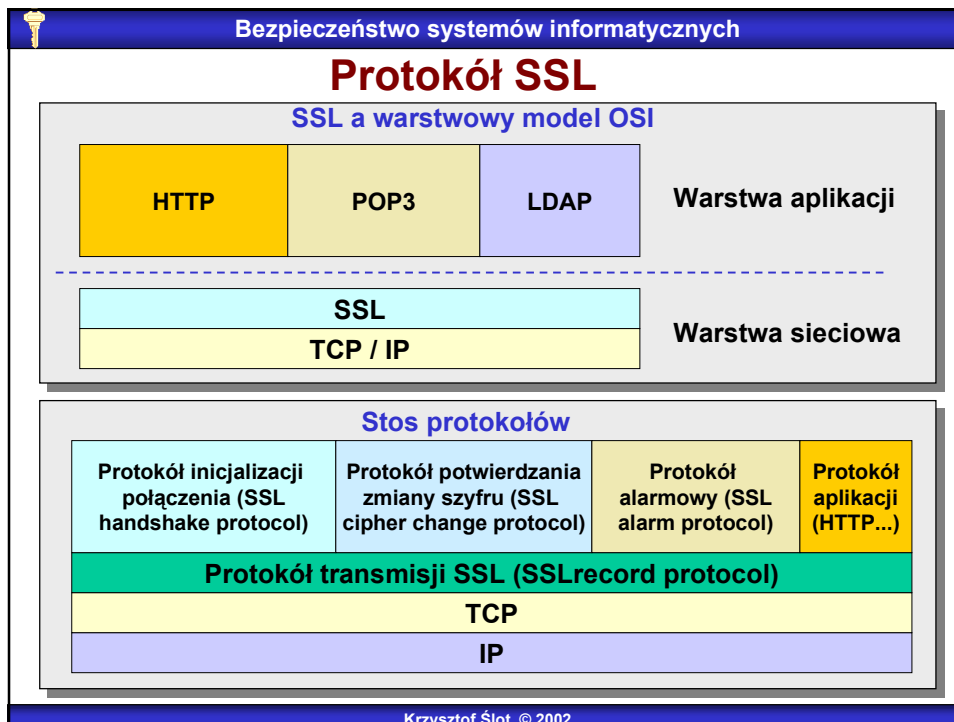 Bezpieczeństwo systemów informatycznych
Protokół SSL
SSL a warstwowy model OSI
HTTP
POP3
LDAP
Warstwa aplikacji
SSL
TCP / IP
Warstwa sieciowa
Stos protokołów
Protokół inicjalizacji
połączenia (SSL
handshake protocol)
Protokół potwierdzania
zmiany szyfru (SSL
cipher change protocol)
Protokół
alarmowy (SSL
alarm protocol)
Protokół
aplikacji
(HTTP...)
Protokół transmisji SSL (SSLrecord protocol)
TCP
IP
Krzysztof Ślot, © 2002